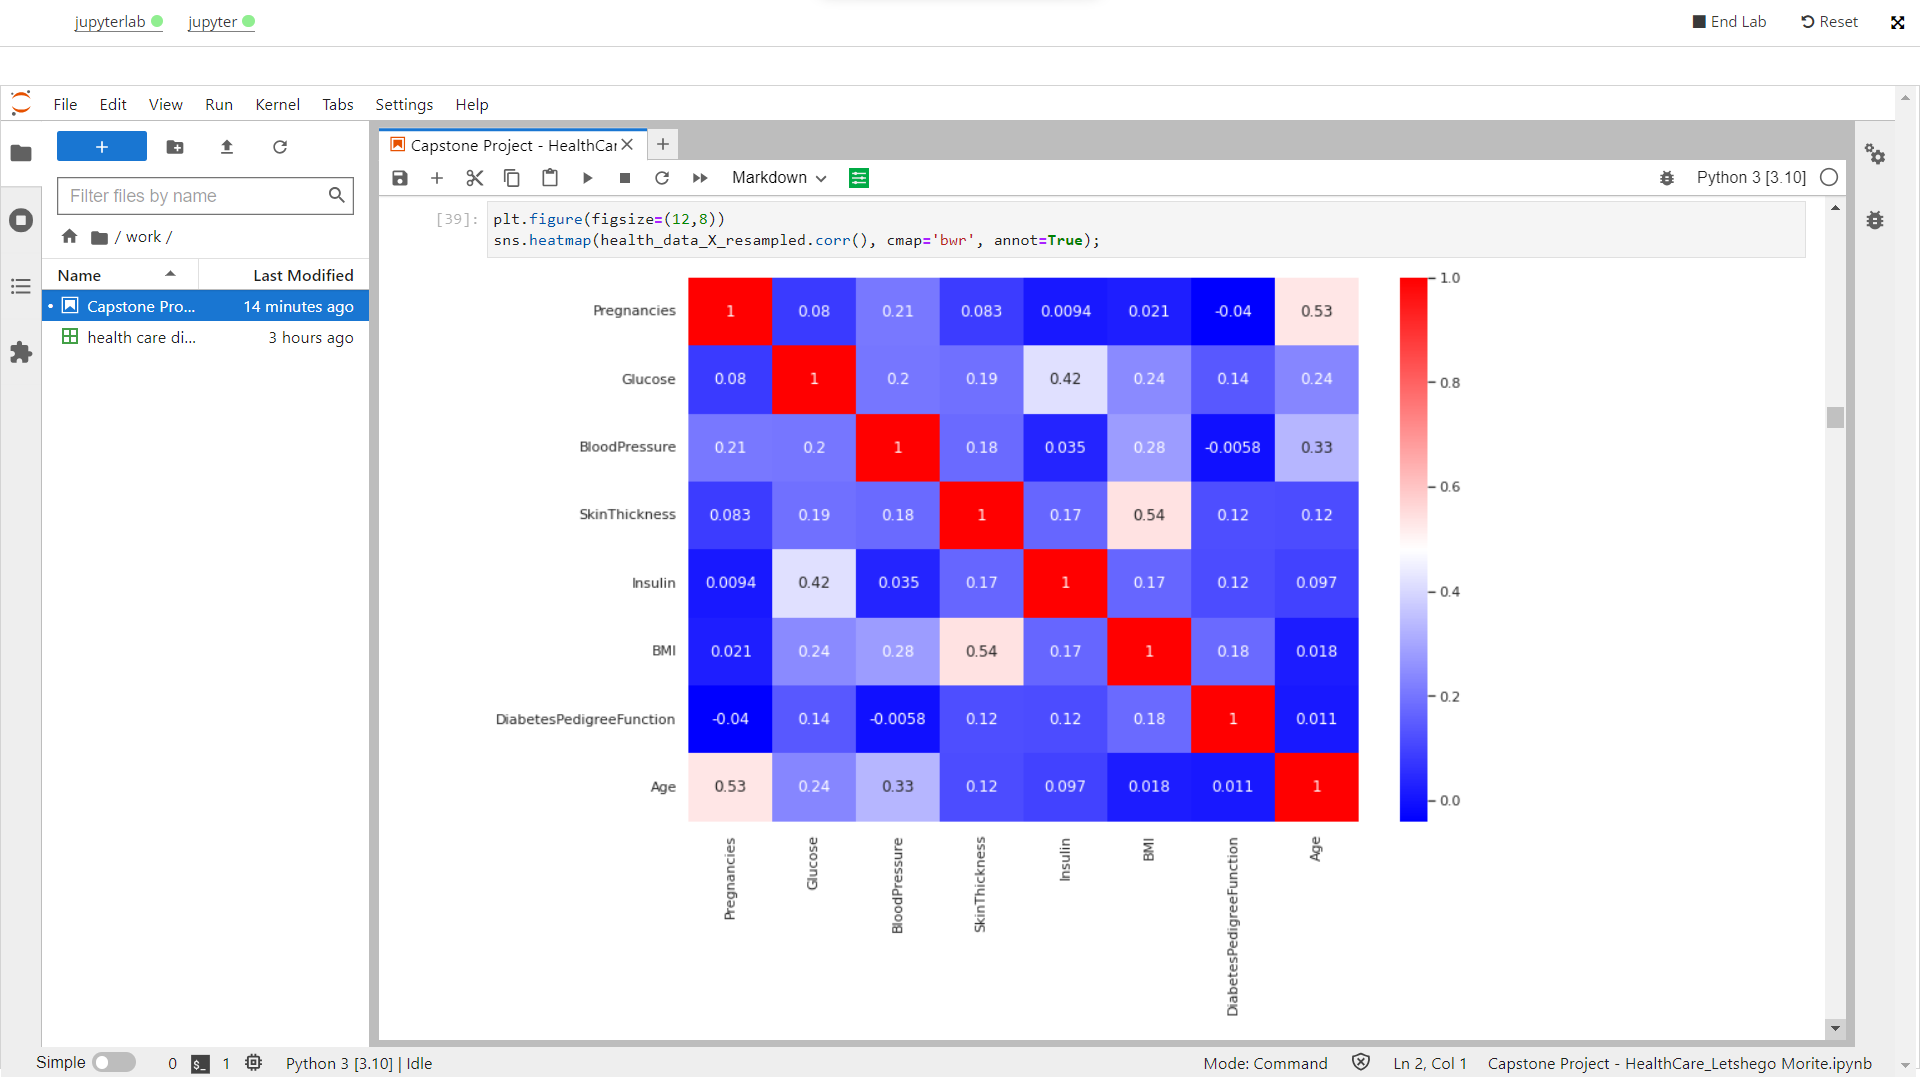 jupyterlab jupyter End Lab Reset
File Edit View Run Kernel Tabs Settings Help
+
Capstone Project - HealthCar
Filter files by name
Markdown
Python 3 [3.10]
/ work /
Name Last Modified
Capstone Pro... 14 minutes ago
health care di... 3 hours ago
[39]: plt.figure(figsize=(12,8))
sns.heatmap(health_data_X_resampled.corr(), cmap='bwr', annot=True);
Pregnancies 1 0.08 0.21 0.083 0.0094 0.021 -0.04 0.53
Glucose 0.08 1 0.2 0.19 0.42 0.24 0.14 0.24
BloodPressure 0.21 0.2 1 0.18 0.035 0.28 -0.0058 0.33
SkinThickness 0.083 0.19 0.18 1 0.17 0.54 0.12 0.12
Insulin 0.0094 0.42 0.035 0.17 1 0.17 0.12 0.097
BMI 0.021 0.24 0.28 0.54 0.17 1 0.18 0.018
DiabetesPedigreeFunction -0.04 0.14 -0.0058 0.12 0.12 0.18 1 0.011
Age 0.53 0.24 0.33 0.12 0.097 0.018 0.011 1
Pregnancies
Glucose
BloodPressure
SkinThickness
Insulin
BMI
DiabetesPedigreeFunction
Age
1.0
0.8
0.6
0.4
0.2
0.0
Simple 0 $_ 1 Python 3 [3.10] | Idle Mode: Command Ln 2, Col 1 Capstone Project - HealthCare_Letshego Morite.ipynb